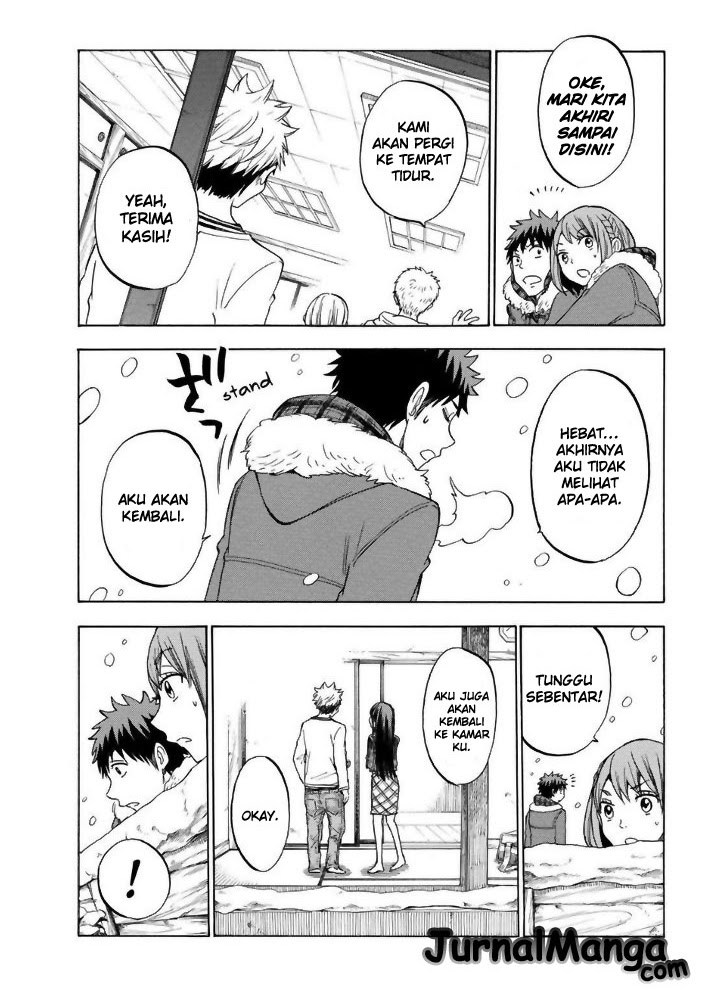 OKE,
MARI KITA
AKHIRI
SAMPAI
DISINI!
KAMI
AKAN PERGI
KE TEMPAT
TIDUR.
YEAH,
TERIMA
KASIH!
HEBAT...
AKHIRNYA
AKU TIDAK
MELIHAT
APA-APA.
ざっ
stand
AKU AKAN
KEMBALI.
TUNGGU
SEBENTAR!
AKU JUGA
AKAN
KEMBALI
KE KAMAR
KU.
OKAY.
!
JurnalManga
.com